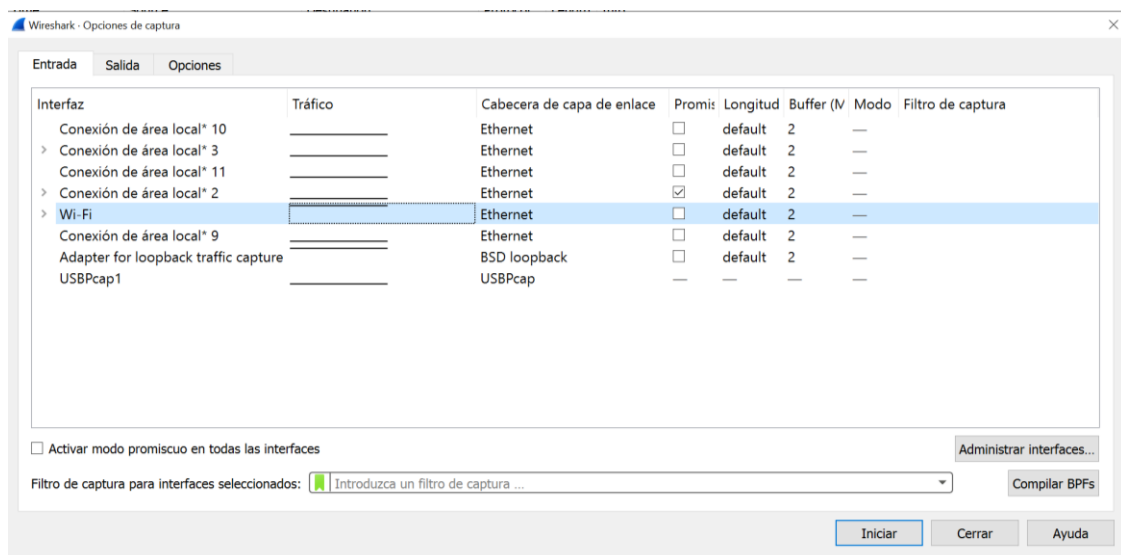 Wireshark · Opciones de captura
Entrada Salida Opciones
Interfaz Tráfico Cabecera de capa de enlace Promis Longitud Buffer (M Modo Filtro de captura
Conexión de área local* 10 Ethernet default 2 —
Conexión de área local* 3 Ethernet default 2 —
Conexión de área local* 11 Ethernet default 2 —
Conexión de área local* 2 Ethernet default 2 —
Wi-Fi Ethernet default 2 —
Conexión de área local* 9 Ethernet default 2 —
Adapter for loopback traffic capture BSD loopback default 2 —
USBPcap1 USBPcap — — — —
Activar modo promiscuo en todas las interfaces Administrar interfaces...
Filtro de captura para interfaces seleccionados: Introduzca un filtro de captura ... Compilar BPFs
Iniciar Cerrar Ayuda